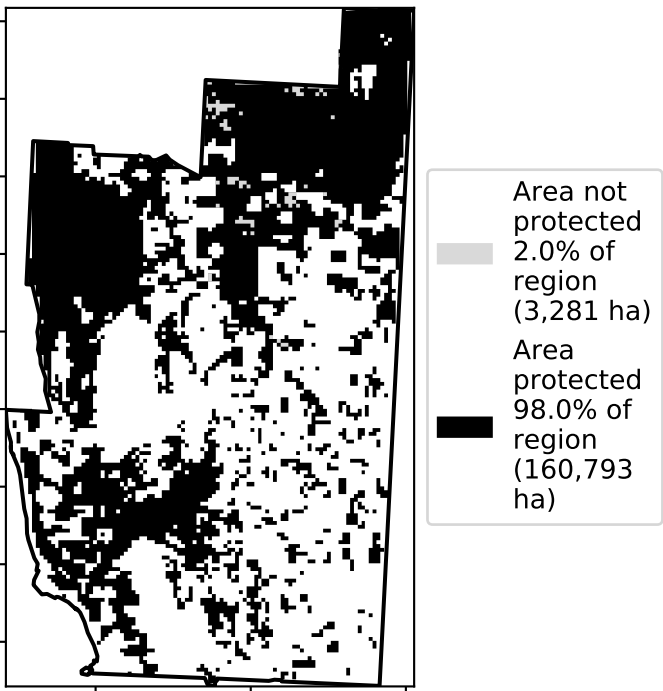 Area not
protected
2.0% of
region
(3,281 ha)
Area
protected
98.0% of
region
(160,793
ha)